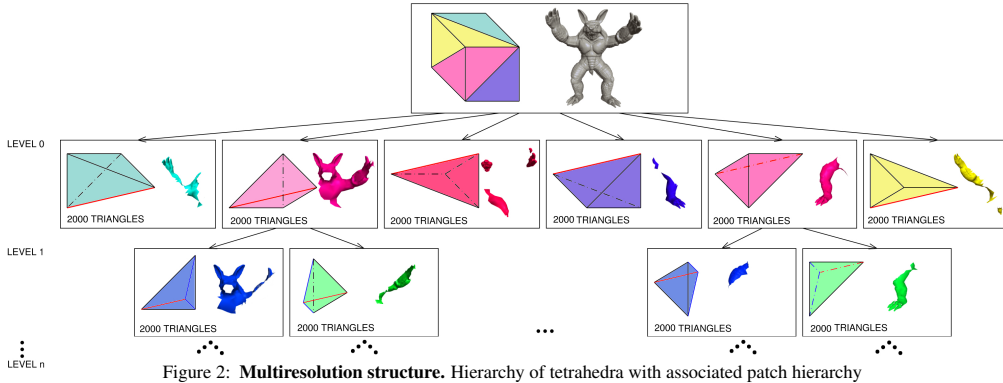 LEVEL 0
2000 TRIANGLES
2000 TRIANGLES
2000 TRIANGLES
2000 TRIANGLES
2000 TRIANGLES
2000 TRIANGLES
LEVEL 1
2000 TRIANGLES
2000 TRIANGLES
...
2000 TRIANGLES
2000 TRIANGLES
LEVEL n
Figure 2: Multiresolution structure. Hierarchy of tetrahedra with associated patch hierarchy